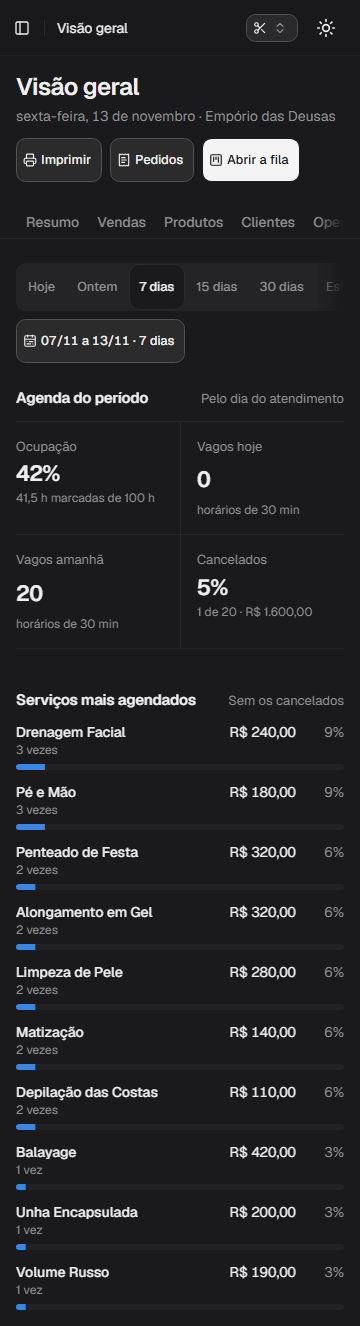 Visão geral
Visão geral
sexta-feira, 13 de novembro · Empório das Deusas
Imprimir Pedidos Abrir a fila
Resumo Vendas Produtos Clientes
Hoje Ontem 7 dias 15 dias 30 dias
07/11 a 13/11 · 7 dias
Agenda do período Pelo dia do atendimento
Ocupação
42%
41,5 h marcadas de 100 h
Vagos hoje
0
horários de 30 min
Vagos amanhã
20
horários de 30 min
Cancelados
5%
1 de 20 · R$ 1.600,00
Serviços mais agendados Sem os cancelados
Drenagem Facial R$ 240,00 9%
3 vezes
Pé e Mão R$ 180,00 9%
3 vezes
Penteado de Festa R$ 320,00 6%
2 vezes
Alongamento em Gel R$ 320,00 6%
2 vezes
Limpeza de Pele R$ 280,00 6%
2 vezes
Matização R$ 140,00 6%
2 vezes
Depilação das Costas R$ 110,00 6%
2 vezes
Balayage R$ 420,00 3%
1 vez
Unha Encapsulada R$ 200,00 3%
1 vez
Volume Russo R$ 190,00 3%
1 vez